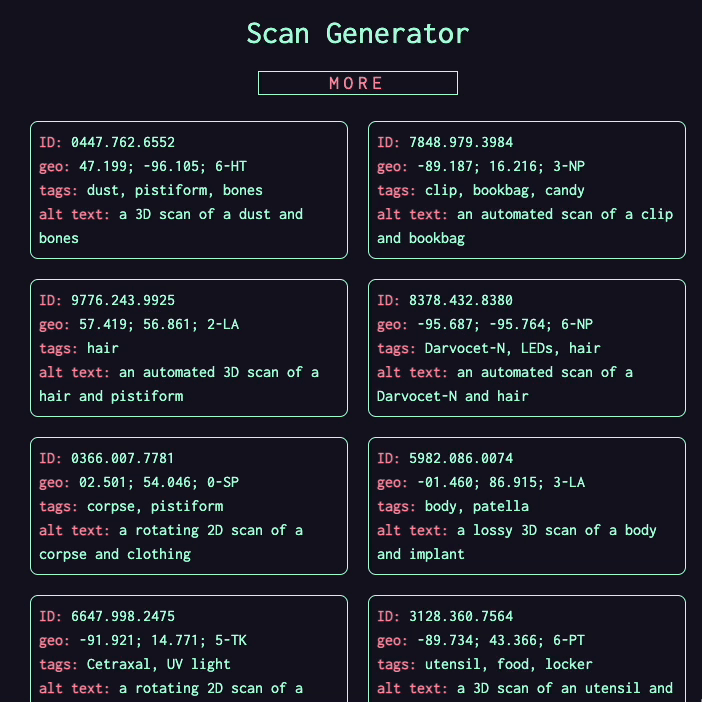 Scan Generator
MORE
ID: 0447.762.6552
geo: 47.199; -96.105; 6-HT
tags: dust, pistiform, bones
alt text: a 3D scan of a dust and
bones
ID: 7848.979.3984
geo: -89.187; 16.216; 3-NP
tags: clip, bookbag, candy
alt text: an automated scan of a clip
and bookbag
ID: 9776.243.9925
geo: 57.419; 56.861; 2-LA
tags: hair
alt text: an automated 3D scan of a
hair and pistiform
ID: 8378.432.8380
geo: -95.687; -95.764; 6-NP
tags: Darvocet-N, LEDs, hair
alt text: an automated scan of a
Darvocet-N and hair
ID: 0366.007.7781
geo: 02.501; 54.046; 0-SP
tags: corpse, pistiform
alt text: a rotating 2D scan of a
corpse and clothing
ID: 5982.086.0074
geo: -01.460; 86.915; 3-LA
tags: body, patella
alt text: a lossy 3D scan of a body
and implant
ID: 6647.998.2475
geo: -91.921; 14.771; 5-TK
tags: Cetraxal, UV light
alt text: a rotating 2D scan of a
ID: 3128.360.7564
geo: -89.734; 43.366; 6-PT
tags: utensil, food, locker
alt text: a 3D scan of an utensil and